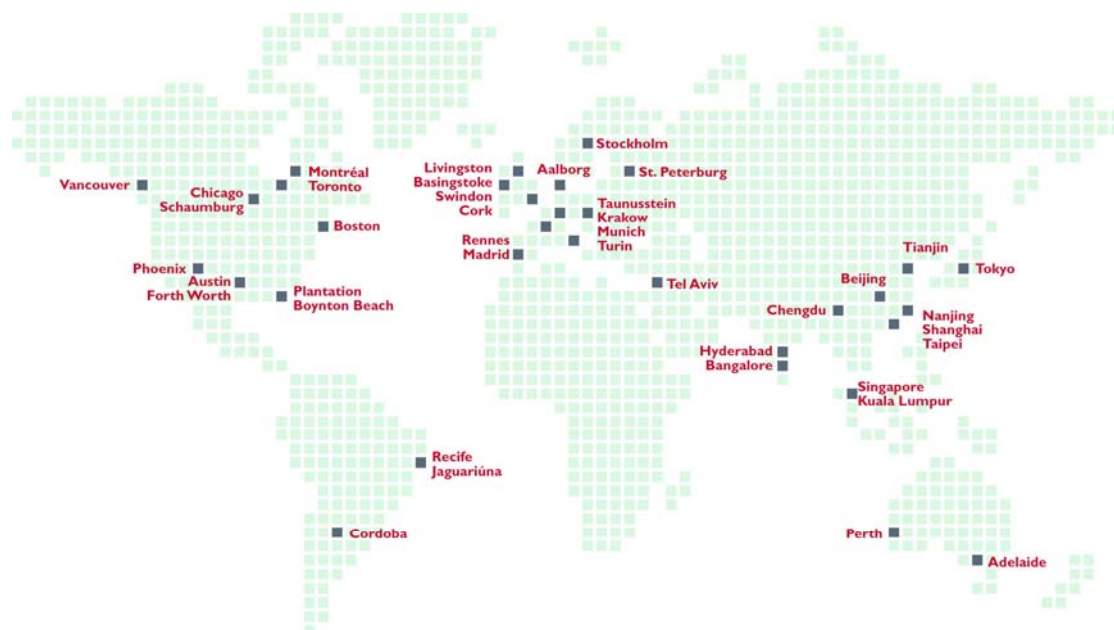 Stockholm
Montréal
Toronto
Livingston
Basingstoke
Swindon
Cork
Aalborg
St. Peterburg
Vancouver
Chicago
Schaumburg
Taunusstein
Krakow
Munich
Turin
Boston
Rennes
Madrid
Tianjin
Phoenix
Tokyo
Austin
Forth Worth
Plantation
Boynton Beach
Tel Aviv
Beijing
Chengdu
Nanjing
Shanghai
Taipei
Hyderabad
Bangalore
Singapore
Kuala Lumpur
Recife
Jaguariúna
Cordoba
Perth
Adelaide